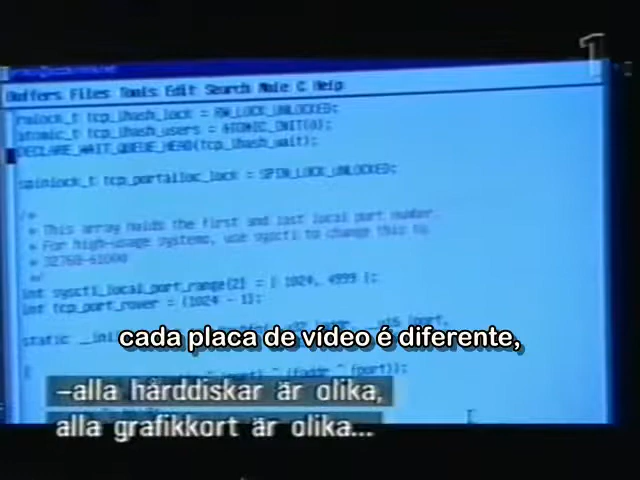 1
Buffers Files Tools Edit Search Mule C Help
rwlock_t tcp_lhash_lock = RW_LOCK_UNLOCKED;
atomic_t tcp_lhash_users = ATOMIC_INIT(0);
DECLARE_WAIT_QUEUE_HEAD(tcp_lhash_wait);
spinlock_t tcp_portalloc_lock = SPIN_LOCK_UNLOCKED;
/*
* This array holds the first and last local port number.
* For high-usage systems, use sysctl to change this to
* 32768-61000
*/
int sysctl_local_port_range[2] = { 1024, 4999 };
int tcp_port_rover = (1024 - 1);
static
cada placa de vídeo é diferente,
{
–alla hårddiskar är olika,
alla grafikkort är olika...